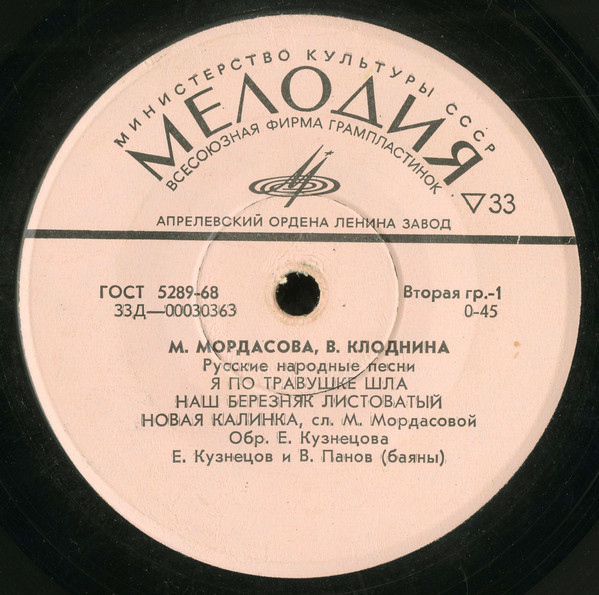 МИНИСТЕРСТВО КУЛЬТУРЫ СССР
МЕЛОДИЯ
ВСЕСОЮЗНАЯ ФИРМА ГРАМПЛАСТИНОК
▽33
АПРЕЛЕВСКИЙ ОРДЕНА ЛЕНИНА ЗАВОД
ГОСТ 5289-68 Вторая гр.-1
33Д—00030363 0-45
М. МОРДАСОВА, В. КЛОДНИНА
Русские народные песни
Я ПО ТРАВУШКЕ ШЛА
НАШ БЕРЕЗНЯК ЛИСТОВАТЫЙ
НОВАЯ КАЛИНКА, сл. М. Мордасовой
Обр. Е. Кузнецова
Е. Кузнецов и В. Панов (баяны)